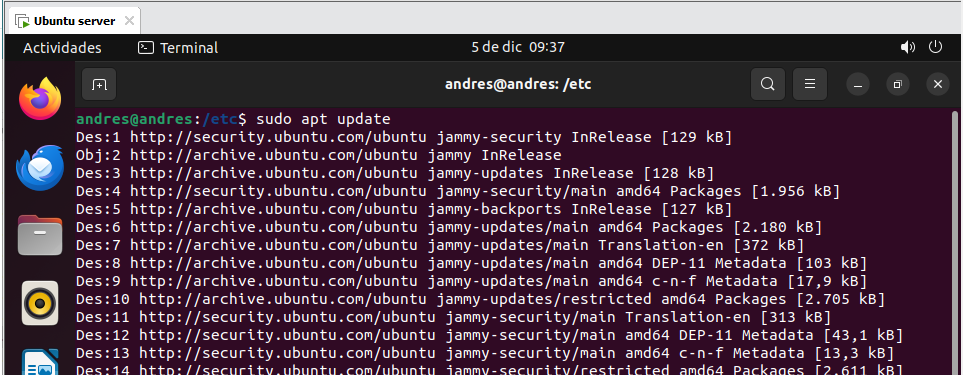 Ubuntu server
Actividades Terminal 5 de dic 09:37
andres@andres: /etc
andres@andres:/etc$ sudo apt update
Des:1 http://security.ubuntu.com/ubuntu jammy-security InRelease [129 kB]
Obj:2 http://archive.ubuntu.com/ubuntu jammy InRelease
Des:3 http://archive.ubuntu.com/ubuntu jammy-updates InRelease [128 kB]
Des:4 http://security.ubuntu.com/ubuntu jammy-security/main amd64 Packages [1.956 kB]
Des:5 http://archive.ubuntu.com/ubuntu jammy-backports InRelease [127 kB]
Des:6 http://archive.ubuntu.com/ubuntu jammy-updates/main amd64 Packages [2.180 kB]
Des:7 http://archive.ubuntu.com/ubuntu jammy-updates/main Translation-en [372 kB]
Des:8 http://archive.ubuntu.com/ubuntu jammy-updates/main amd64 DEP-11 Metadata [103 kB]
Des:9 http://archive.ubuntu.com/ubuntu jammy-updates/main amd64 c-n-f Metadata [17,9 kB]
Des:10 http://archive.ubuntu.com/ubuntu jammy-updates/restricted amd64 Packages [2.705 kB]
Des:11 http://security.ubuntu.com/ubuntu jammy-security/main Translation-en [313 kB]
Des:12 http://security.ubuntu.com/ubuntu jammy-security/main amd64 DEP-11 Metadata [43,1 kB]
Des:13 http://security.ubuntu.com/ubuntu jammy-security/main amd64 c-n-f Metadata [13,3 kB]
Des:14 http://security.ubuntu.com/ubuntu jammy-security/restricted amd64 Packages [2.611 kB]